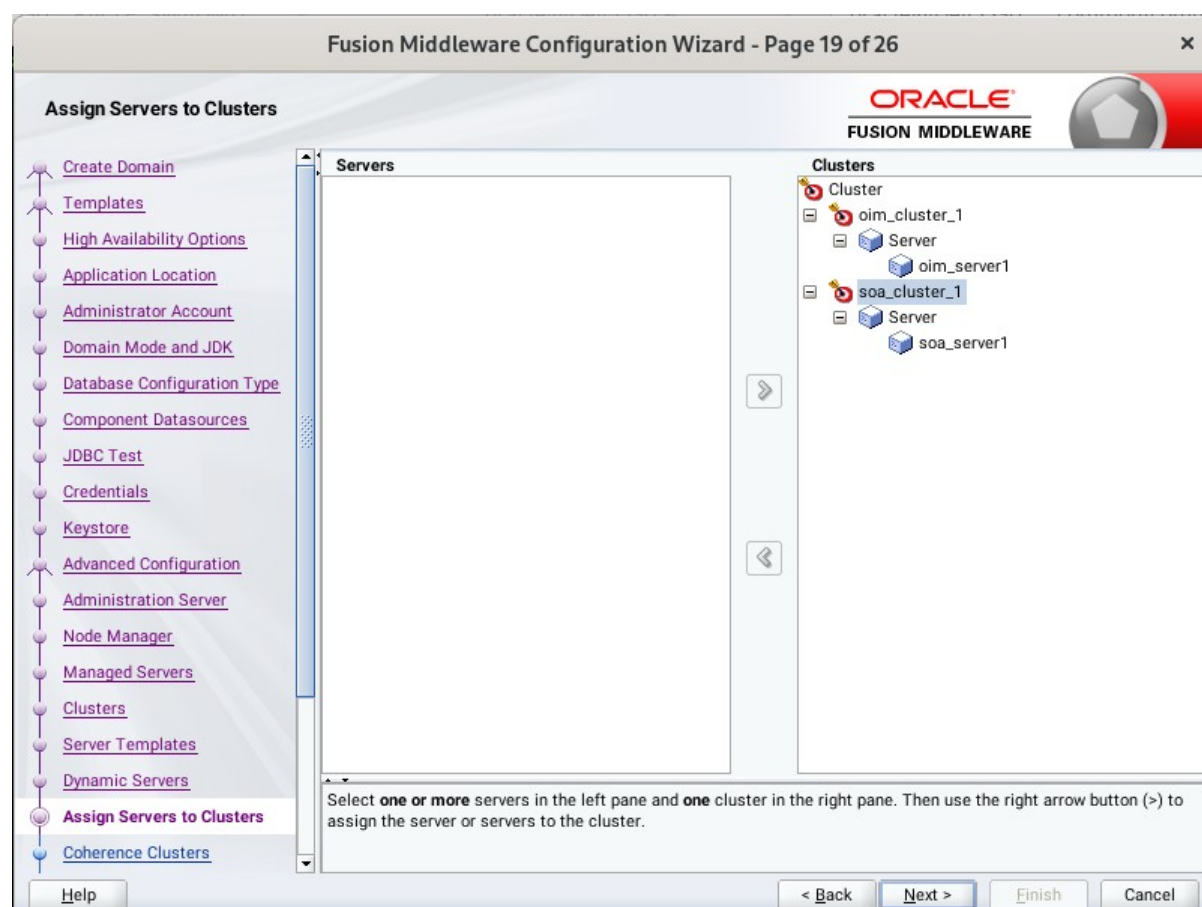 Fusion Middleware Configuration Wizard - Page 19 of 26
Assign Servers to Clusters
ORACLE
FUSION MIDDLEWARE
Create Domain
Templates
High Availability Options
Application Location
Administrator Account
Domain Mode and JDK
Database Configuration Type
Component Datasources
JDBC Test
Credentials
Keystore
Advanced Configuration
Administration Server
Node Manager
Managed Servers
Clusters
Server Templates
Dynamic Servers
Assign Servers to Clusters
Coherence Clusters
Servers
Clusters
Cluster
oim_cluster_1
Server
oim_server1
soa_cluster_1
Server
soa_server1
Select one or more servers in the left pane and one cluster in the right pane. Then use the right arrow button (>) to
assign the server or servers to the cluster.
Help
< Back
Next >
Finish
Cancel